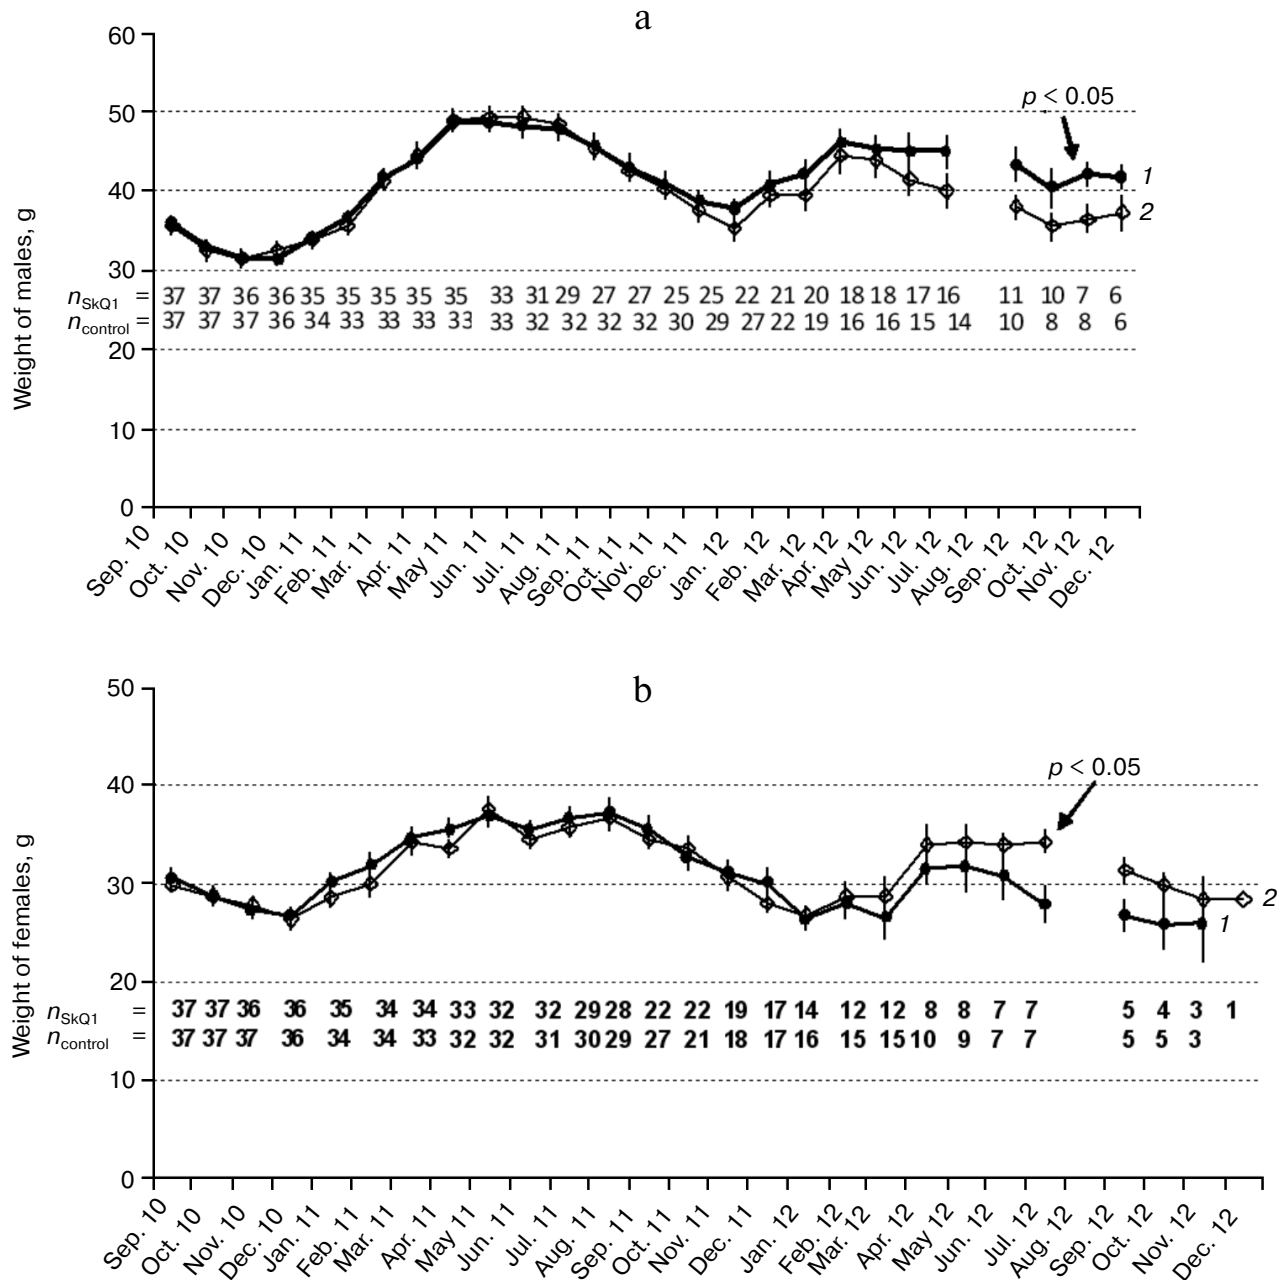 a
60
50
40
30
20
10
0
Weight of males, g
p < 0.05
1
2
nSkQ1 = 37 37 36 36 35 35 35 35 35 33 31 29 27 27 25 25 22 21 20 18 18 17 16 11 10 7 6
ncontrol = 37 37 37 36 34 33 33 33 33 33 32 32 32 32 30 29 27 22 19 16 16 15 14 10 8 8 6
Sep. 10 Oct. 10 Nov. 10 Dec. 10 Jan. 11 Feb. 11 Mar. 11 Apr. 11 May 11 Jun. 11 Jul. 11 Aug. 11 Sep. 11 Oct. 11 Nov. 11 Dec. 11 Jan. 12 Feb. 12 Mar. 12 Apr. 12 May 12 Jun. 12 Jul. 12 Aug. 12 Sep. 12 Oct. 12 Nov. 12 Dec. 12
b
50
40
30
20
10
0
Weight of females, g
p < 0.05
2
1
nSkQ1 = 37 37 36 36 35 34 34 33 32 32 29 28 22 22 19 17 14 12 12 8 8 7 7 5 4 3 1
ncontrol = 37 37 37 36 34 34 33 32 32 31 30 29 27 21 18 17 16 15 15 10 9 7 7 5 5 3
Sep. 10 Oct. 10 Nov. 10 Dec. 10 Jan. 11 Feb. 11 Mar. 11 Apr. 11 May 11 Jun. 11 Jul. 11 Aug. 11 Sep. 11 Oct. 11 Nov. 11 Dec. 11 Jan. 12 Feb. 12 Mar. 12 Apr. 12 May 12 Jun. 12 Jul. 12 Aug. 12 Sep. 12 Oct. 12 Nov. 12 Dec. 12